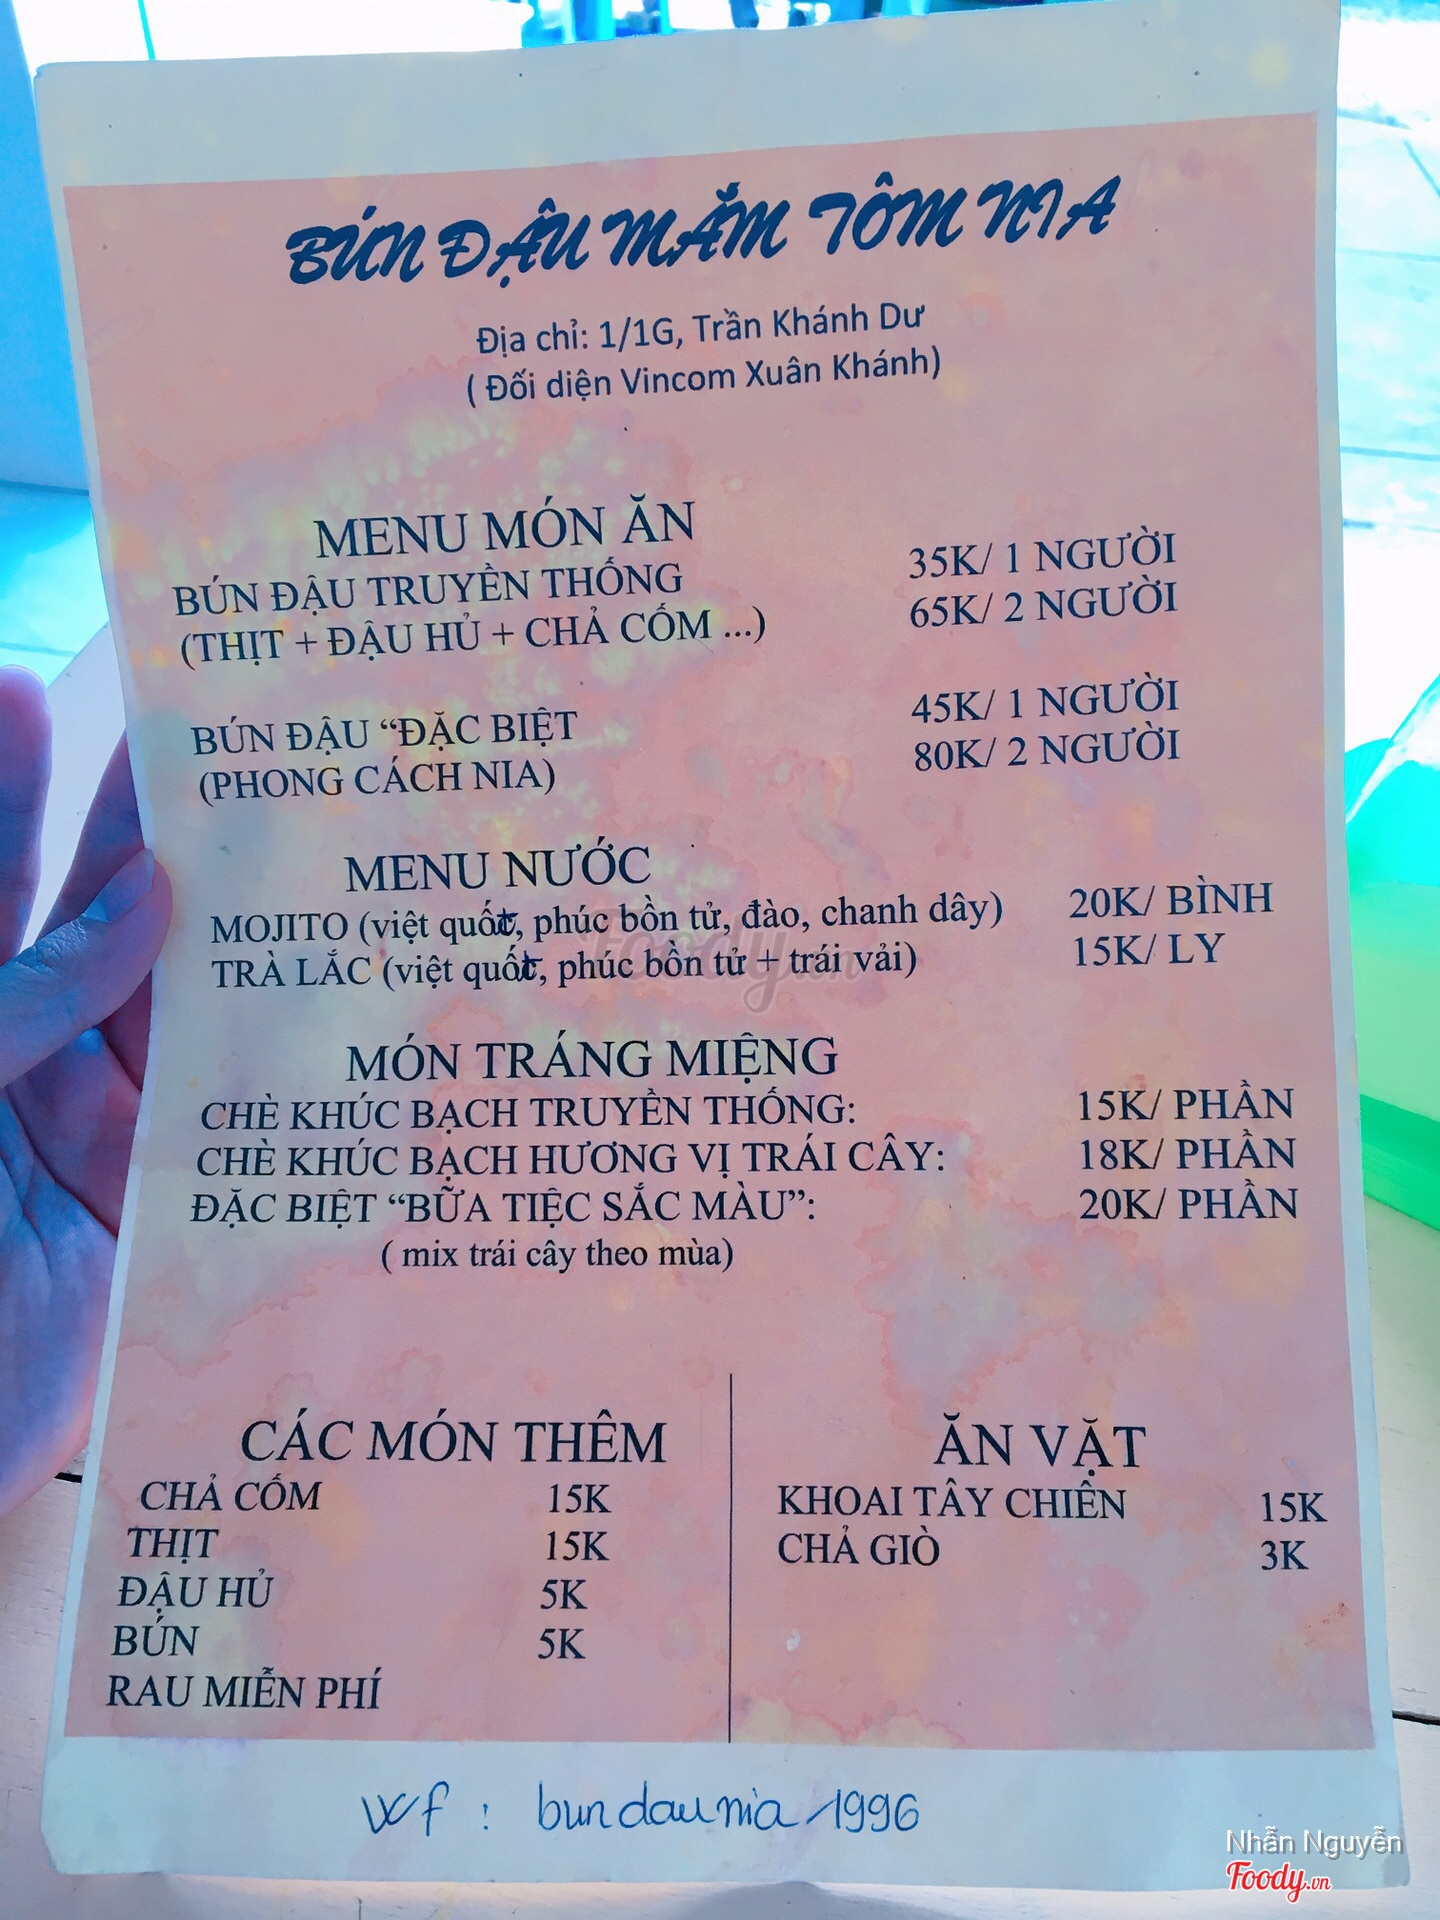 BÚN ĐẬU MẮM TÔM NIA
Địa chỉ: 1/1G, Trần Khánh Dư
( Đối diện Vincom Xuân Khánh)
MENU MÓN ĂN
BÚN ĐẬU TRUYỀN THỐNG 35K/ 1 NGƯỜI
(THỊT + ĐẬU HỦ + CHẢ CỐM ...) 65K/ 2 NGƯỜI
BÚN ĐẬU “ĐẶC BIỆT 45K/ 1 NGƯỜI
(PHONG CÁCH NIA) 80K/ 2 NGƯỜI
MENU NƯỚC
MOJITO (việt quốt, phúc bồn tử, đào, chanh dây) 20K/ BÌNH
TRÀ LẮC (việt quốt, phúc bồn tử + trái vải) 15K/ LY
Foody.vn
MÓN TRÁNG MIỆNG
CHÈ KHÚC BẠCH TRUYỀN THỐNG: 15K/ PHẦN
CHÈ KHÚC BẠCH HƯƠNG VỊ TRÁI CÂY: 18K/ PHẦN
ĐẶC BIỆT “BỮA TIỆC SẮC MÀU”: 20K/ PHẦN
( mix trái cây theo mùa)
CÁC MÓN THÊM
CHẢ CỐM 15K
THỊT 15K
ĐẬU HỦ 5K
BÚN 5K
RAU MIỄN PHÍ
ĂN VẶT
KHOAI TÂY CHIÊN 15K
CHẢ GIÒ 3K
: bundaunia 1996
Nhẫn Nguyễn
Foody.vn